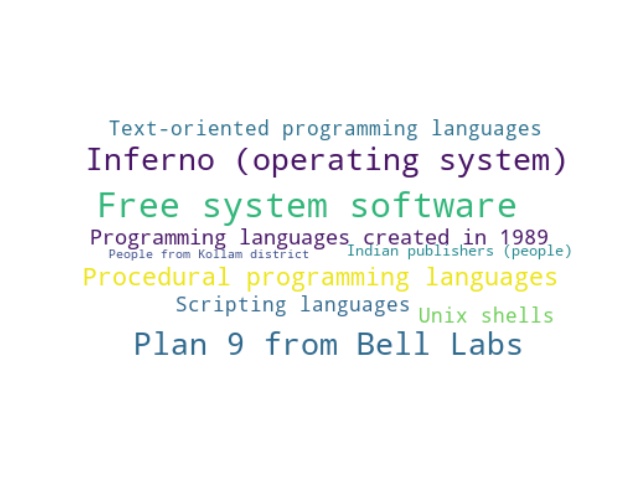 Text-oriented programming languages
Inferno (operating system)
Free system software
Programming languages created in 1989
People from Kollam district
Indian publishers (people)
Procedural programming languages
Scripting languages
Unix shells
Plan 9 from Bell Labs